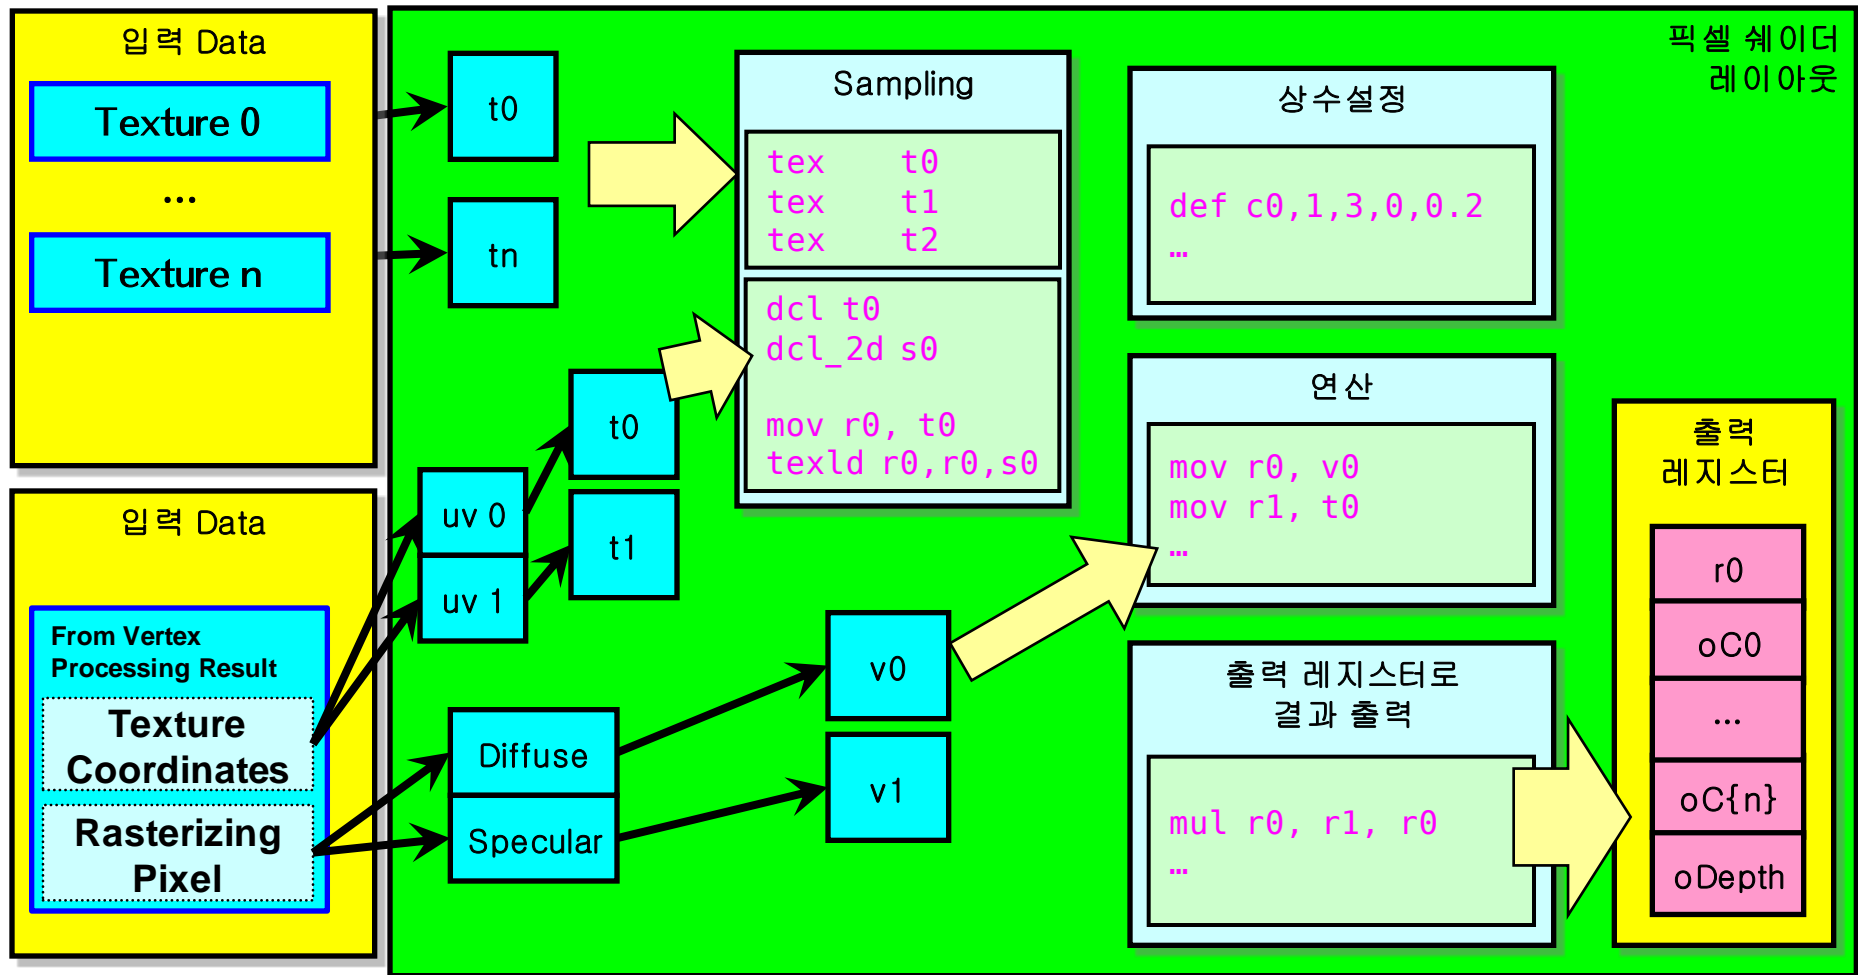 입력 Data
Texture 0
...
Texture n
입력 Data
From Vertex
Processing Result
Texture
Coordinates
Rasterizing
Pixel
픽셀 쉐이더
레이아웃
t0
tn
uv 0
uv 1
t0
t1
Diffuse
Specular
v0
v1
Sampling
tex t0
tex t1
tex t2
dcl t0
dcl_2d s0
mov r0, t0
texld r0,r0,s0
상수설정
def c0,1,3,0,0.2
…
연산
mov r0, v0
mov r1, t0
…
출력 레지스터로
결과 출력
mul r0, r1, r0
…
출력
레지스터
r0
oC0
...
oC{n}
oDepth